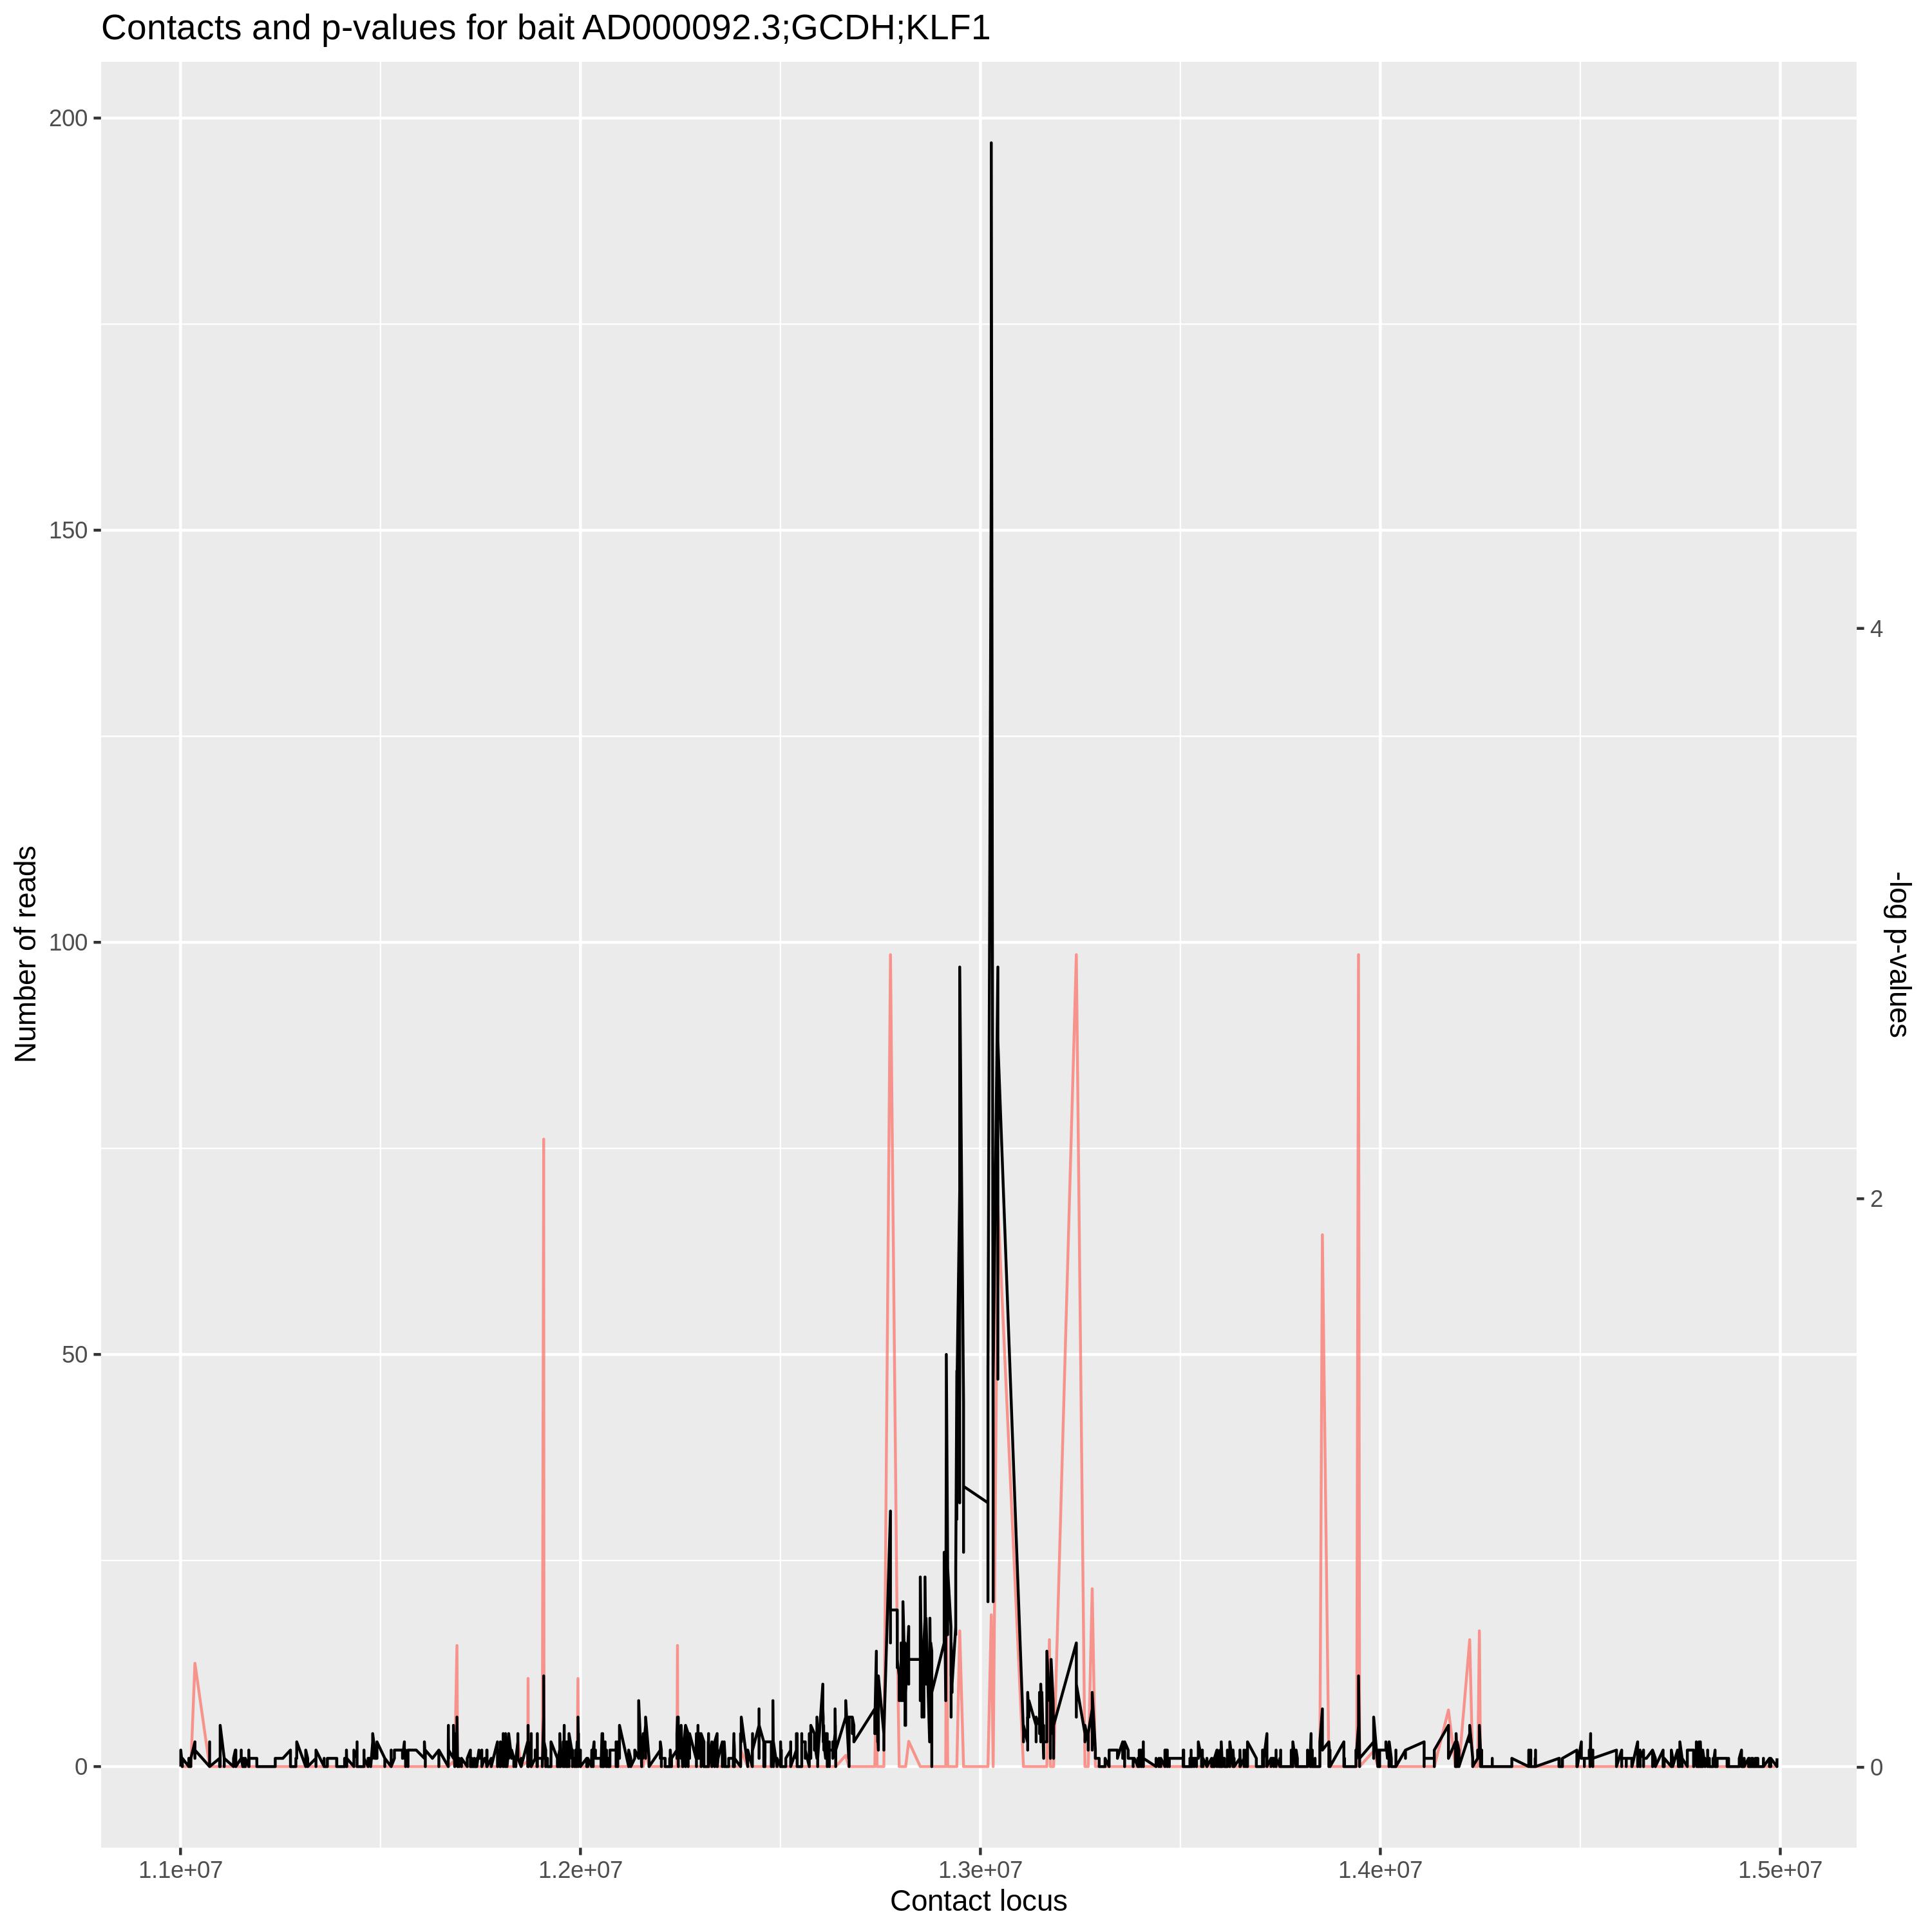 Contacts and p-values for bait AD000092.3;GCDH;KLF1
200
150
100
50
0
Number of reads
4
2
0
-log p-values
1.1e+07 1.2e+07 1.3e+07 1.4e+07 1.5e+07
Contact locus